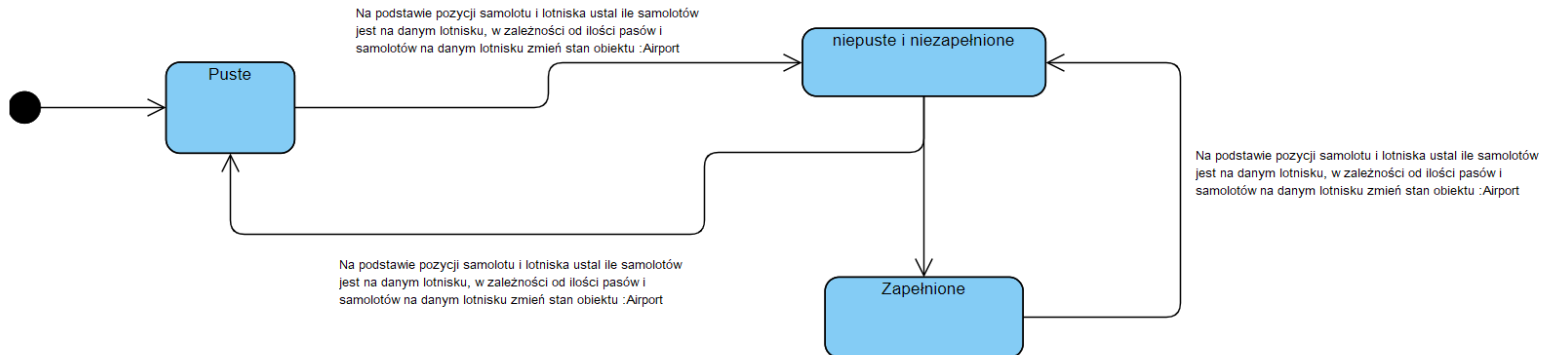 Na podstawie pozycji samolotu i lotniska ustal ile samolotów
jest na danym lotnisku, w zależności od ilości pasów i
samolotów na danym lotnisku zmień stan obiektu :Airport
Puste
niepuste i niezapełnione
Na podstawie pozycji samolotu i lotniska ustal ile samolotów
jest na danym lotnisku, w zależności od ilości pasów i
samolotów na danym lotnisku zmień stan obiektu :Airport
Na podstawie pozycji samolotu i lotniska ustal ile samolotów
jest na danym lotnisku, w zależności od ilości pasów i
samolotów na danym lotnisku zmień stan obiektu :Airport
Zapełnione